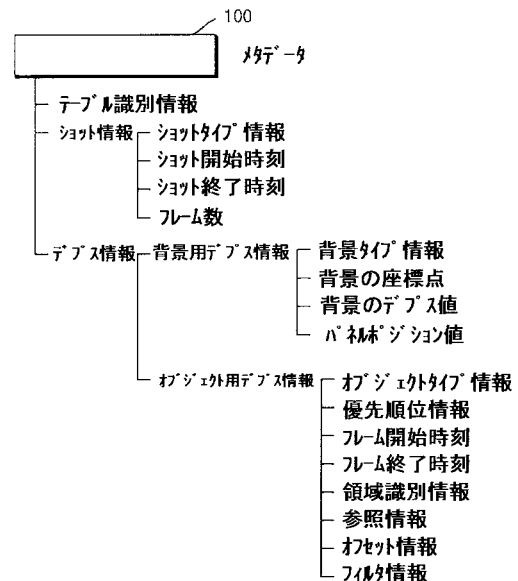 100
メタデータ
テーブル識別情報
ショット情報
ショットタイプ情報
ショット開始時刻
ショット終了時刻
フレーム数
デプス情報
背景用デプス情報
背景タイプ情報
背景の座標点
背景のデプス値
パネルポジション値
オブジェクト用デプス情報
オブジェクトタイプ情報
優先順位情報
フレーム開始時刻
フレーム終了時刻
領域識別情報
参照情報
オフセット情報
フィルタ情報